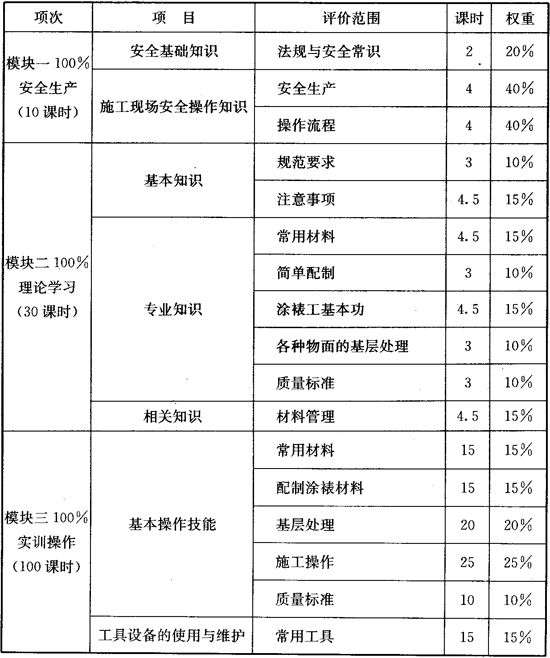 项次 项目 评价范围 课时 权重
模块一 100% 安全生产 (10课时) 安全基础知识 法规与安全常识 2 20%
施工现场安全操作知识 安全生产 4 40%
操作流程 4 40%
模块二 100% 理论学习 (30课时) 基本知识 规范要求 3 10%
注意事项 4.5 15%
专业知识 常用材料 4.5 15%
简单配制 3 10%
涂裱工基本功 4.5 15%
各种物面的基层处理 3 10%
质量标准 3 10%
相关知识 材料管理 4.5 15%
模块三 100% 实训操作 (100课时) 基本操作技能 常用材料 15 15%
配制涂裱材料 15 15%
基层处理 20 20%
施工操作 25 25%
质量标准 10 10%
工具设备的使用与维护 常用工具 15 15%